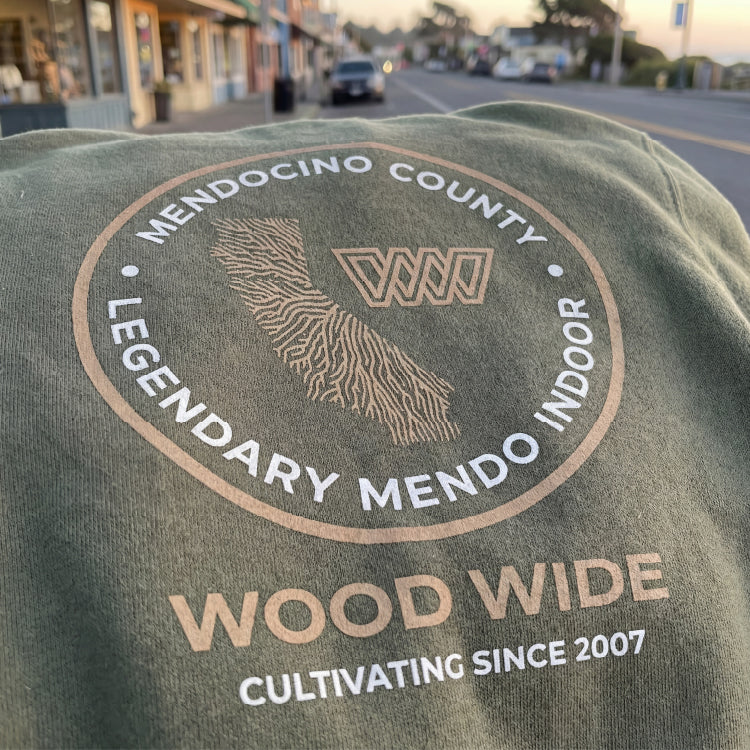 MENDOCINO COUNTY
LEGENDARY MENDO INDOOR
WOOD WIDE
CULTIVATING SINCE 2007